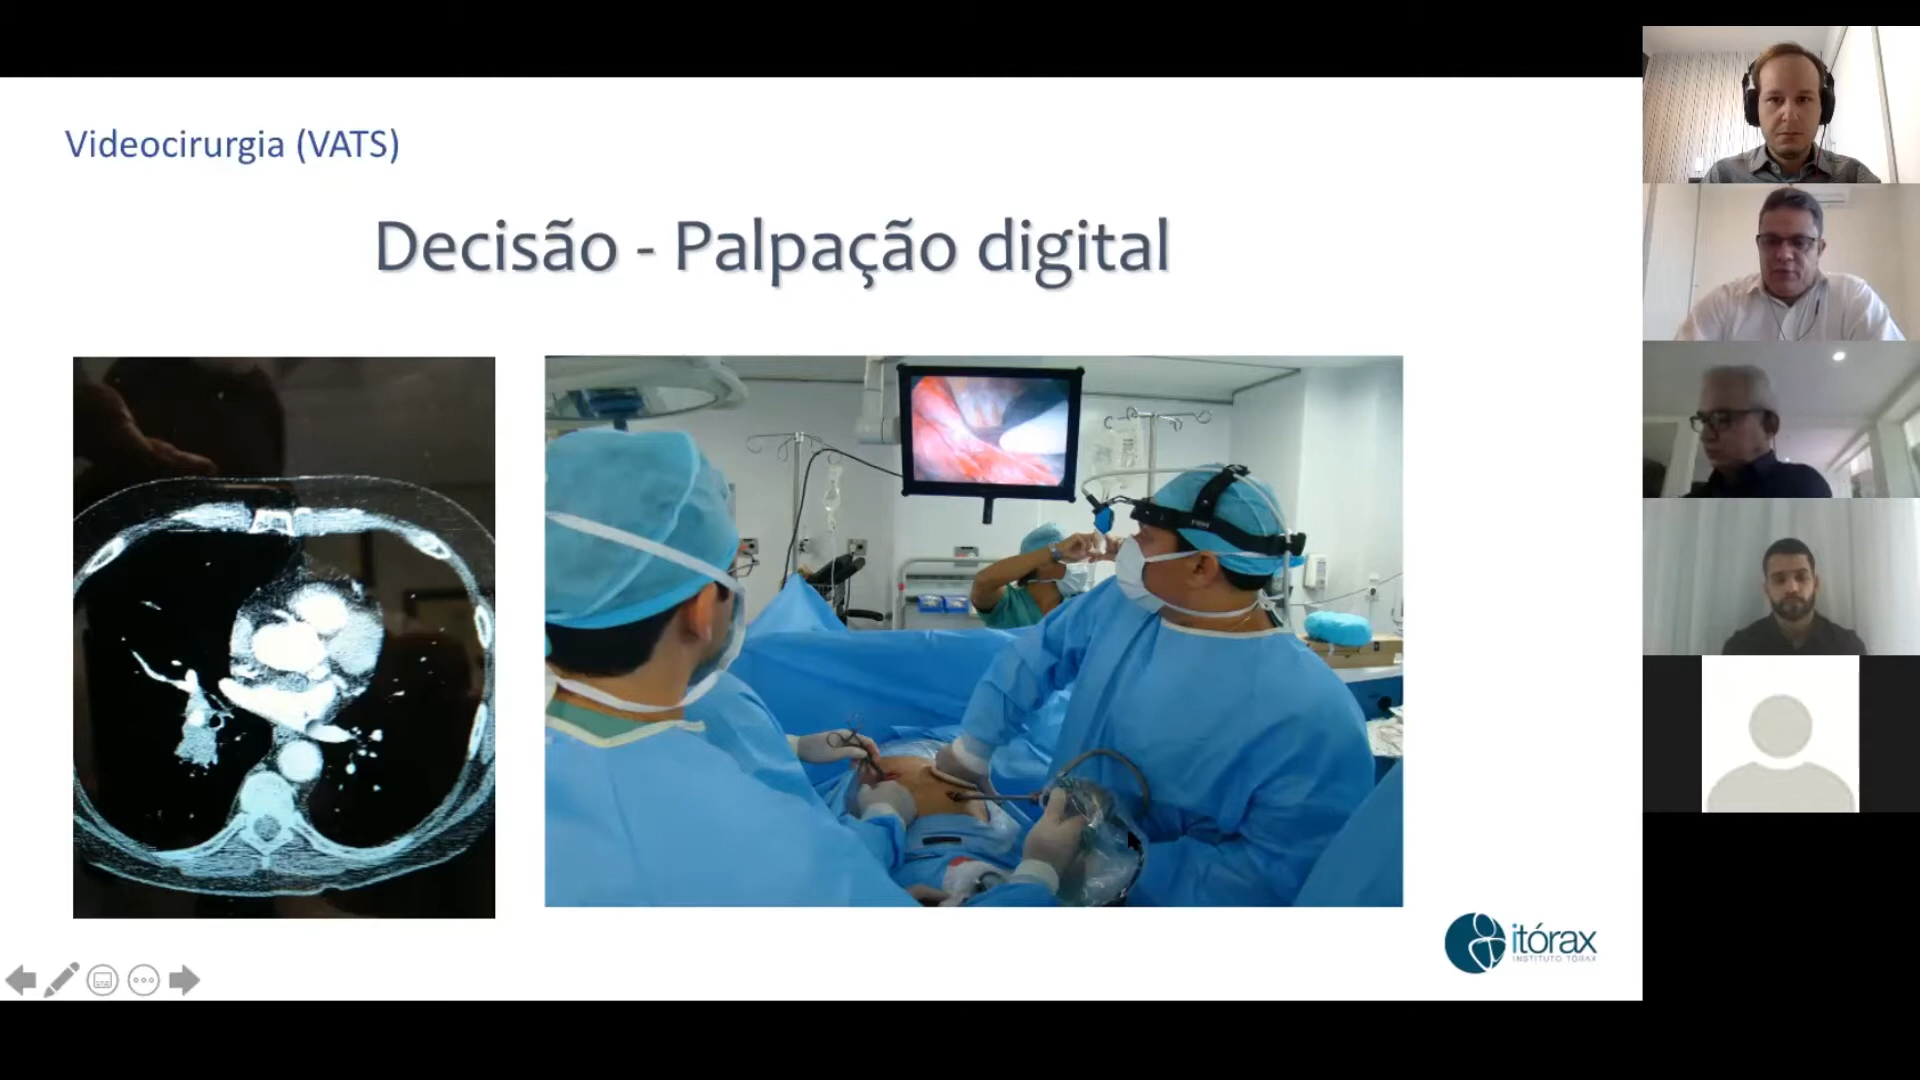 Videocirurgia (VATS)
Decisão - Palpação digital
itórax
INSTITUTO TÓRAX